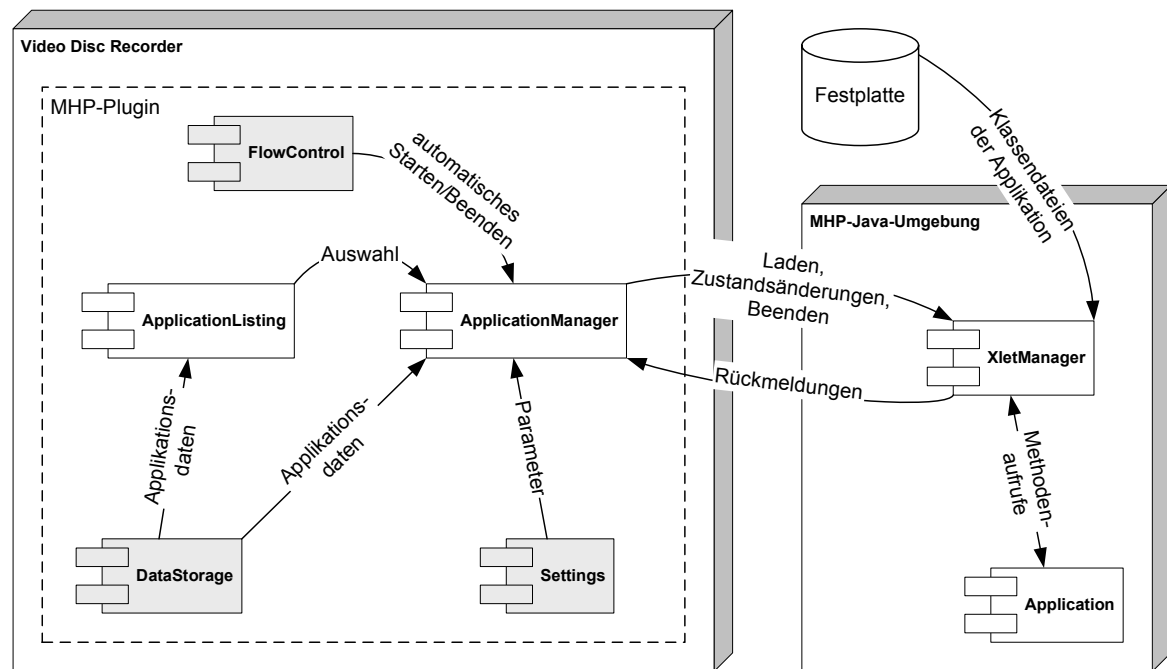 Video Disc Recorder
MHP-Plugin
FlowControl
automatisches
Starten/Beenden
Auswahl
ApplicationListing
ApplicationManager
Applikations-
daten
Applikations-
daten
Parameter
DataStorage
Settings
Laden,
Zustandsänderungen,
Beenden
Rückmeldungen
Festplatte
Klassendateien
der Applikation
MHP-Java-Umgebung
XletManager
Methoden-
aufrufe
Application